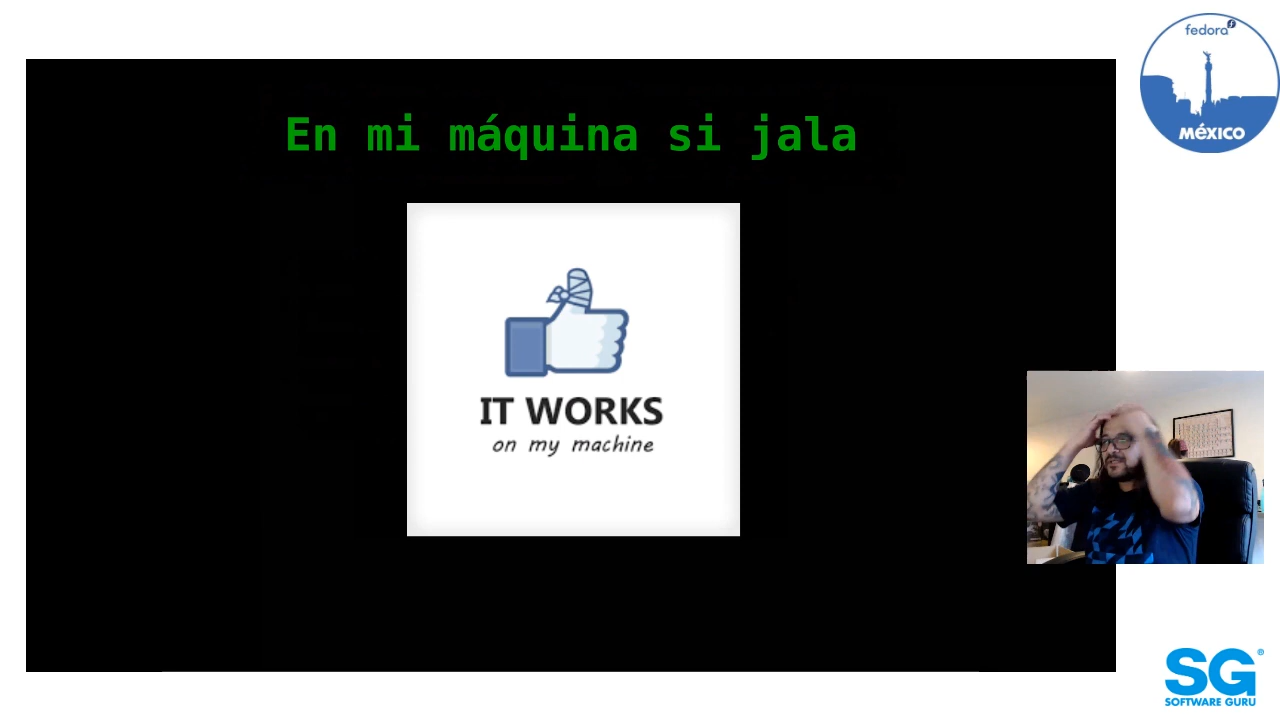 fedora
MÉXICO
En mi máquina si jala
IT WORKS
on my machine
SG®
SOFTWARE GURU